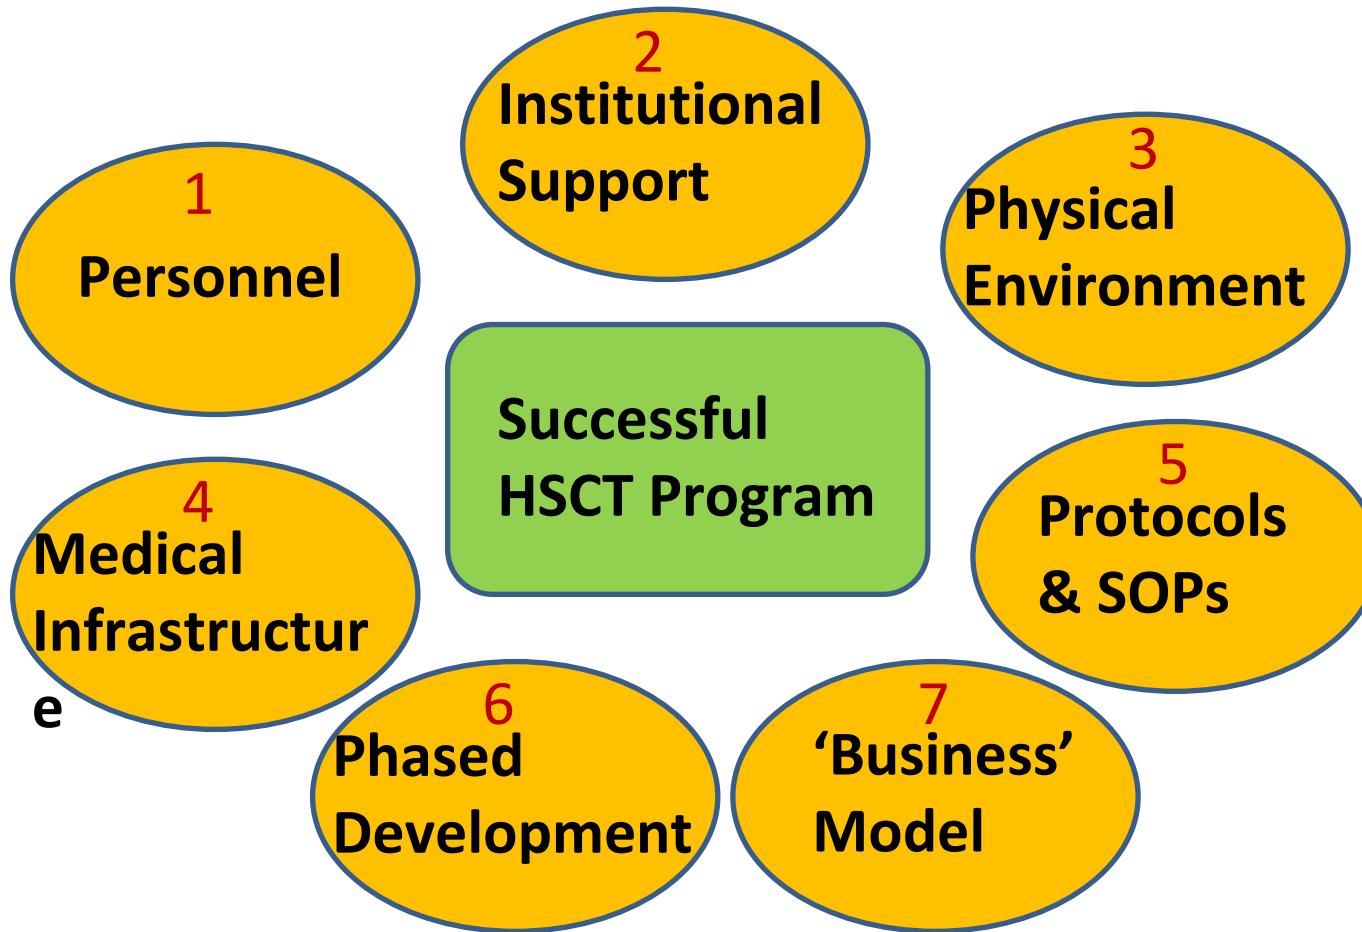 1
Personnel
2
Institutional
Support
3
Physical
Environment
Successful
HSCT Program
4
Medical
Infrastructur
e
5
Protocols
& SOPs
6
Phased
Development
7
‘Business’
Model